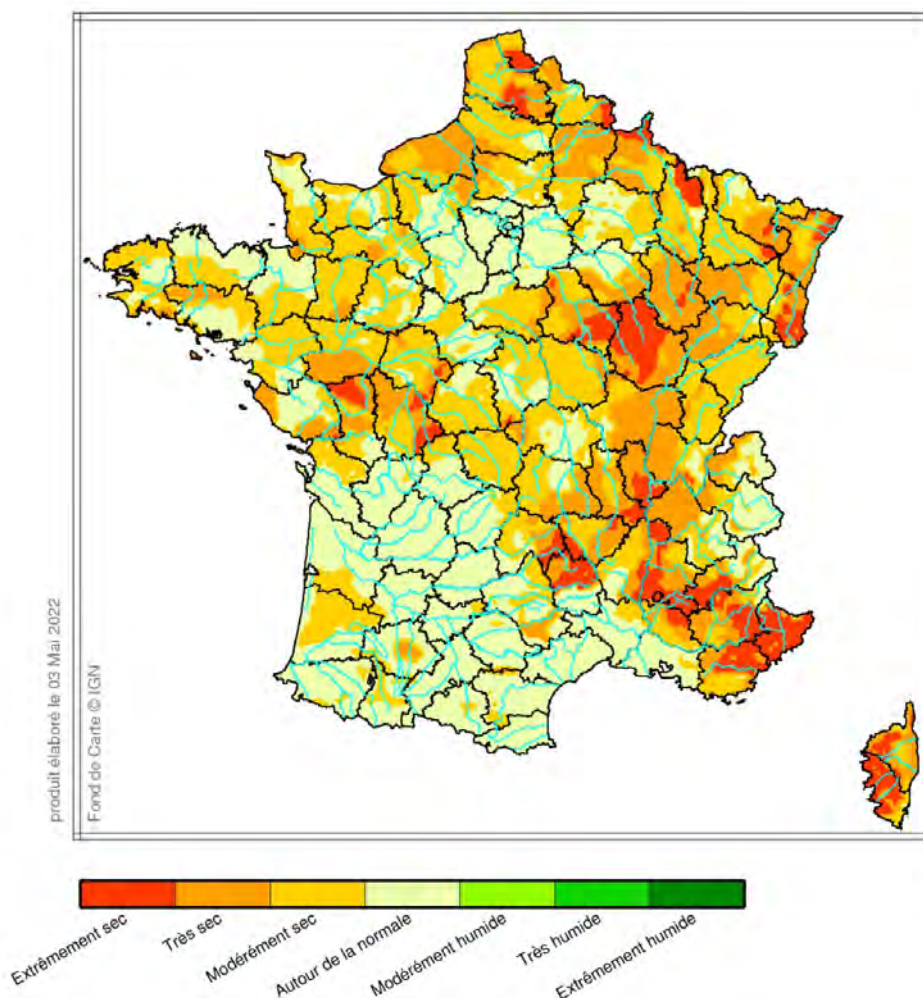 produit élaboré le 03 Mai 2022
Fond de Carte © IGN
Extrêmement sec
Très sec
Modérément sec
Autour de la normale
Modérément humide
Très humide
Extrêmement humide